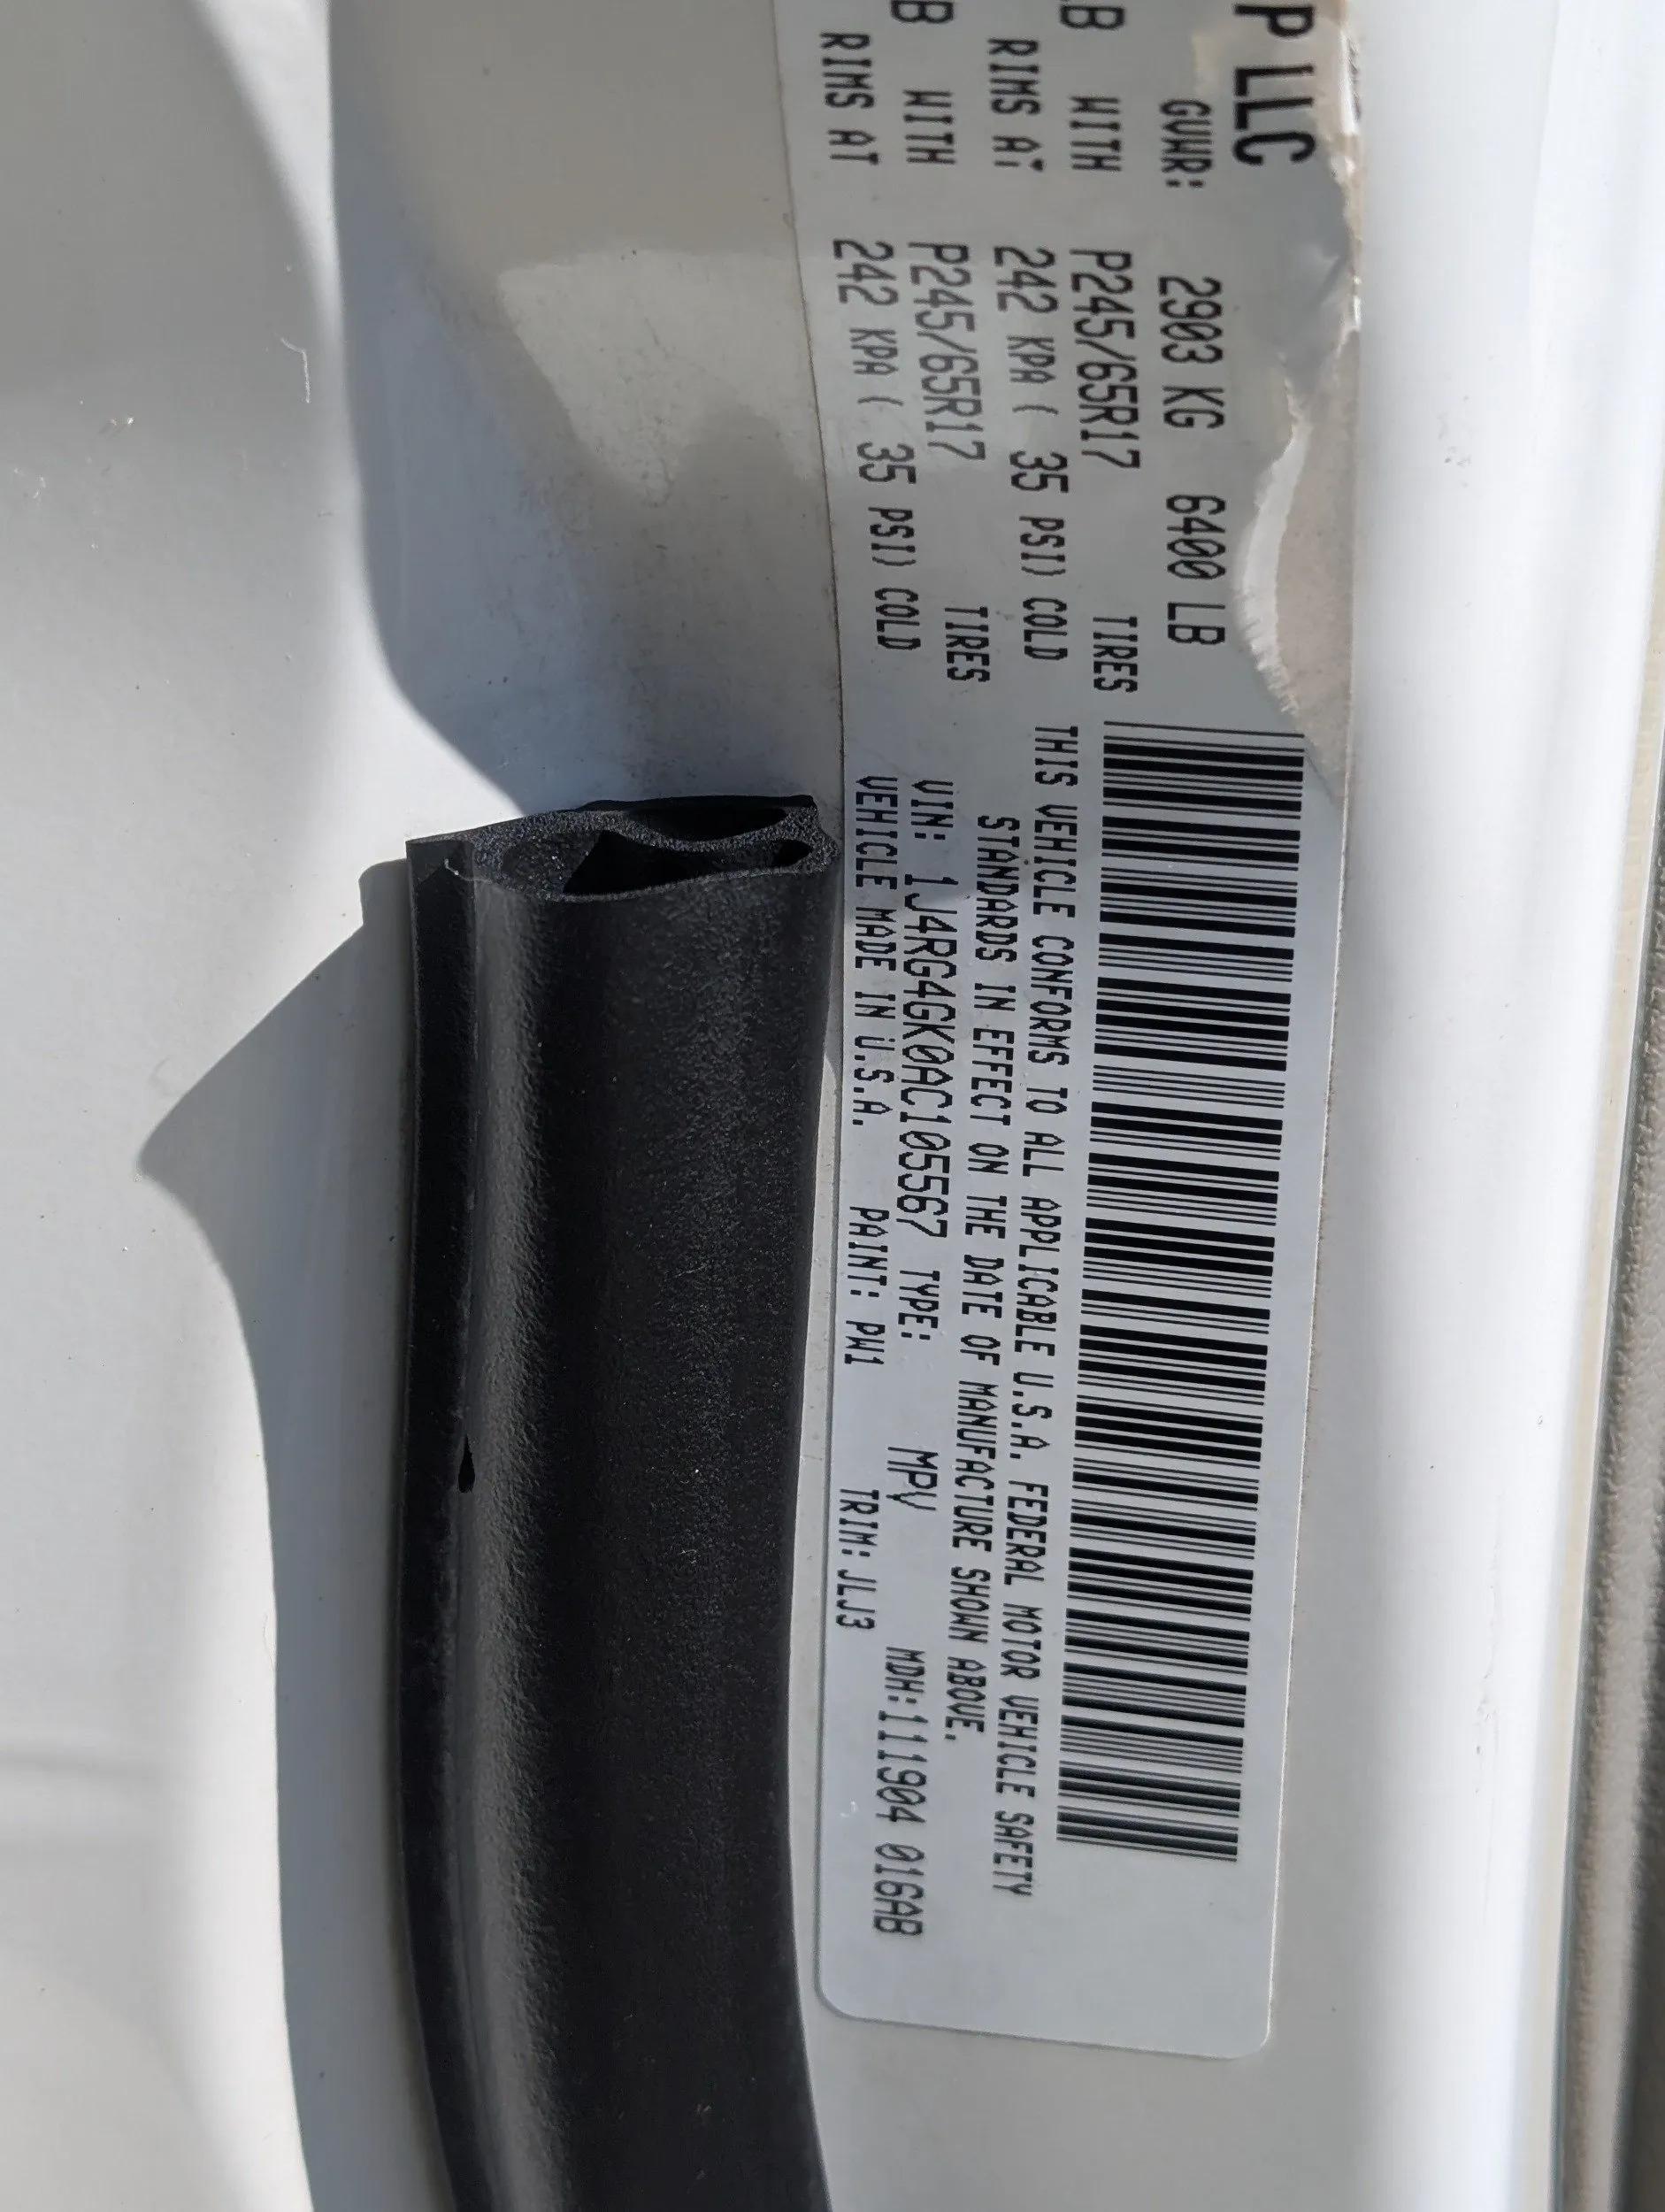 P LLC
GVWR: 2903 KG 6400 LB
LB WITH P245/65R17 TIRES
RIMS AT 242 KPA ( 35 PSI) COLD
B WITH P245/65R17 TIRES
RIMS AT 242 KPA ( 35 PSI) COLD
THIS VEHICLE CONFORMS TO ALL APPLICABLE U.S.A. FEDERAL MOTOR VEHICLE SAFETY
STANDARDS IN EFFECT ON THE DATE OF MANUFACTURE SHOWN ABOVE.
VIN: 1J4RG4GK0AC105567 TYPE: MPV MDH:111904 016AB
VEHICLE MADE IN U.S.A. PAINT: PW1 TRIM: JLJ3